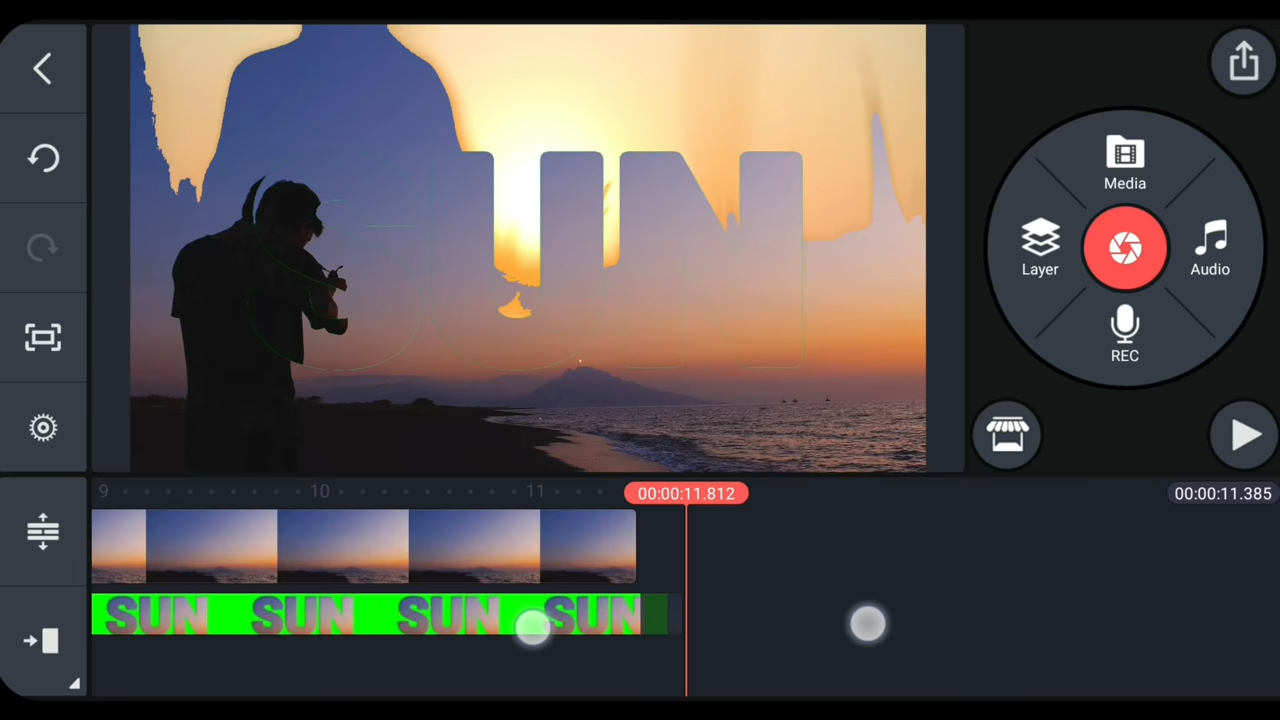 UN
Media
Layer
Audio
REC
9
10
11
00:00:11.812
00:00:11.385
SUN
SUN
SUN
SUN